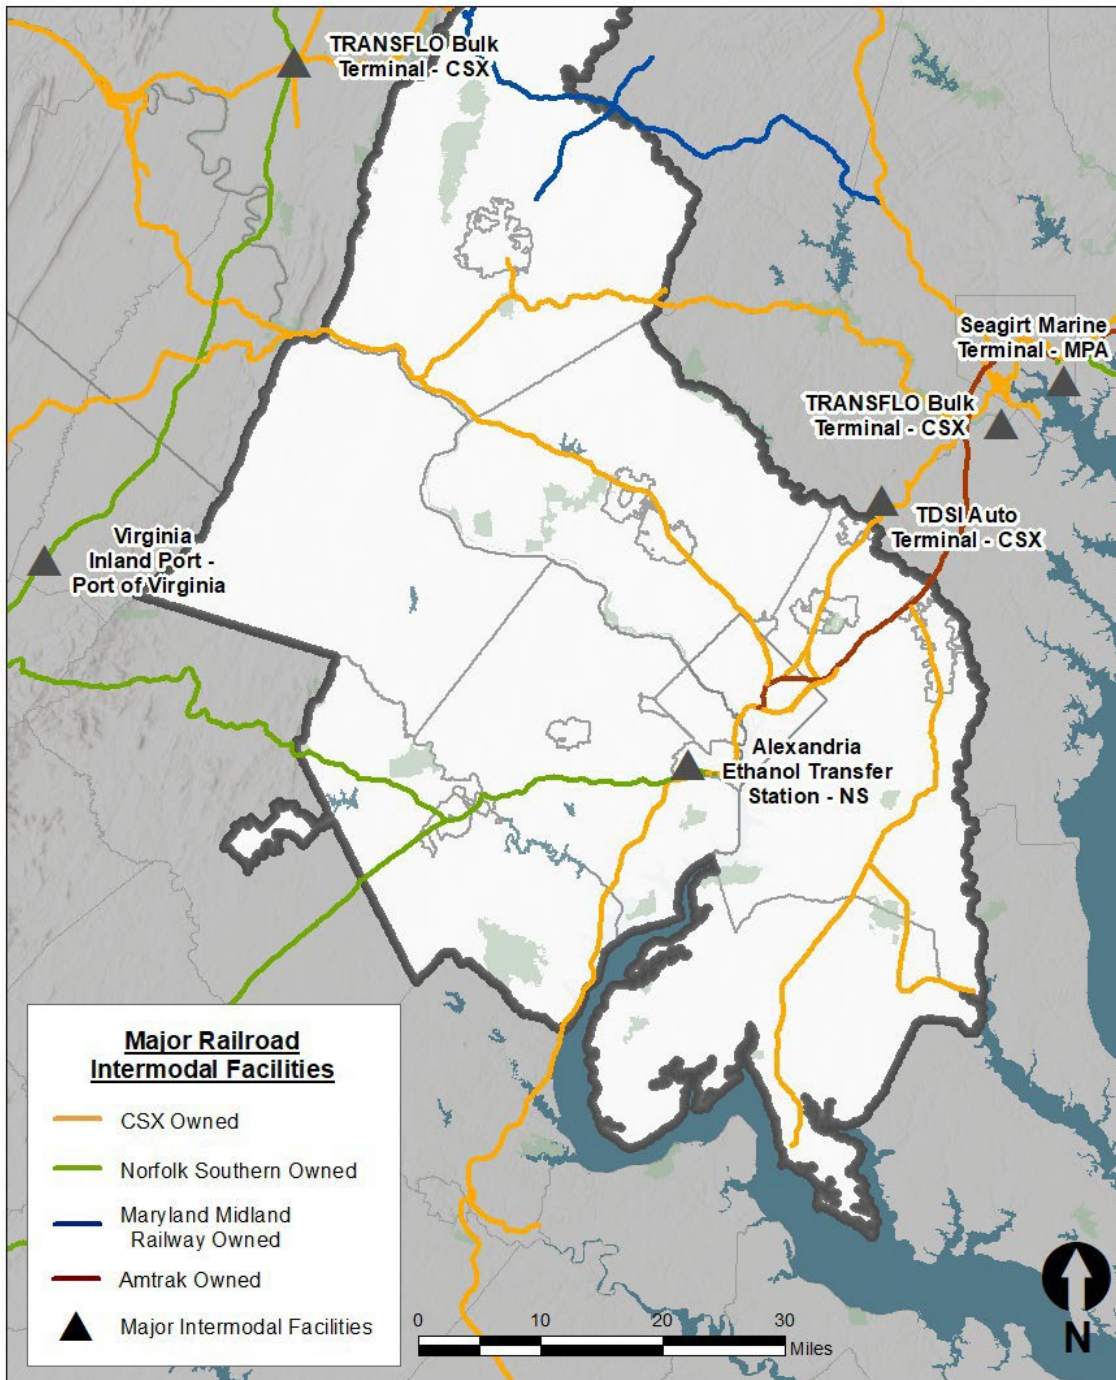 TRANSFLO Bulk
Terminal - CSX
Seagirt Marine
Terminal - MPA
TRANSFLO Bulk
Terminal - CSX
TDSI Auto
Terminal - CSX
Virginia
Inland Port -
Port of Virginia
Alexandria
Ethanol Transfer
Station - NS
Major Railroad
Intermodal Facilities
CSX Owned
Norfolk Southern Owned
Maryland Midland
Railway Owned
Amtrak Owned
Major Intermodal Facilities
0 10 20 30
Miles
N